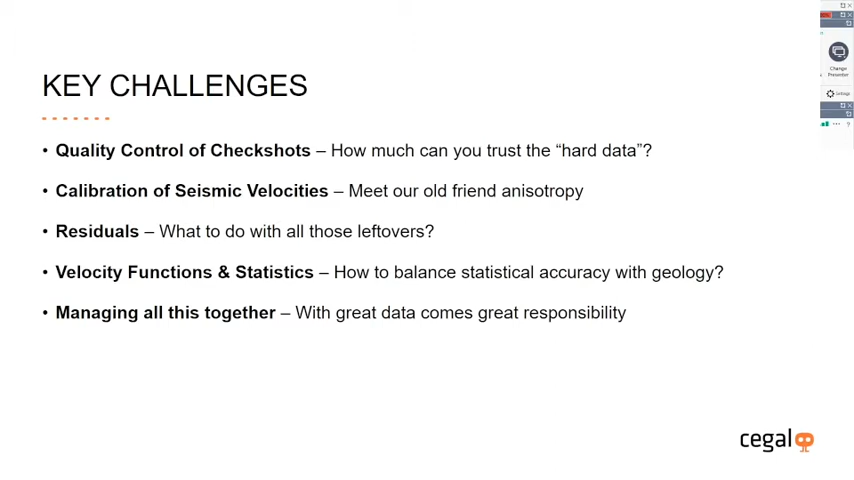 KEY CHALLENGES
• Quality Control of Checkshots – How much can you trust the “hard data”?
• Calibration of Seismic Velocities – Meet our old friend anisotropy
• Residuals – What to do with all those leftovers?
• Velocity Functions & Statistics – How to balance statistical accuracy with geology?
• Managing all this together – With great data comes great responsibility
Change
Presenter
Settings
cegal